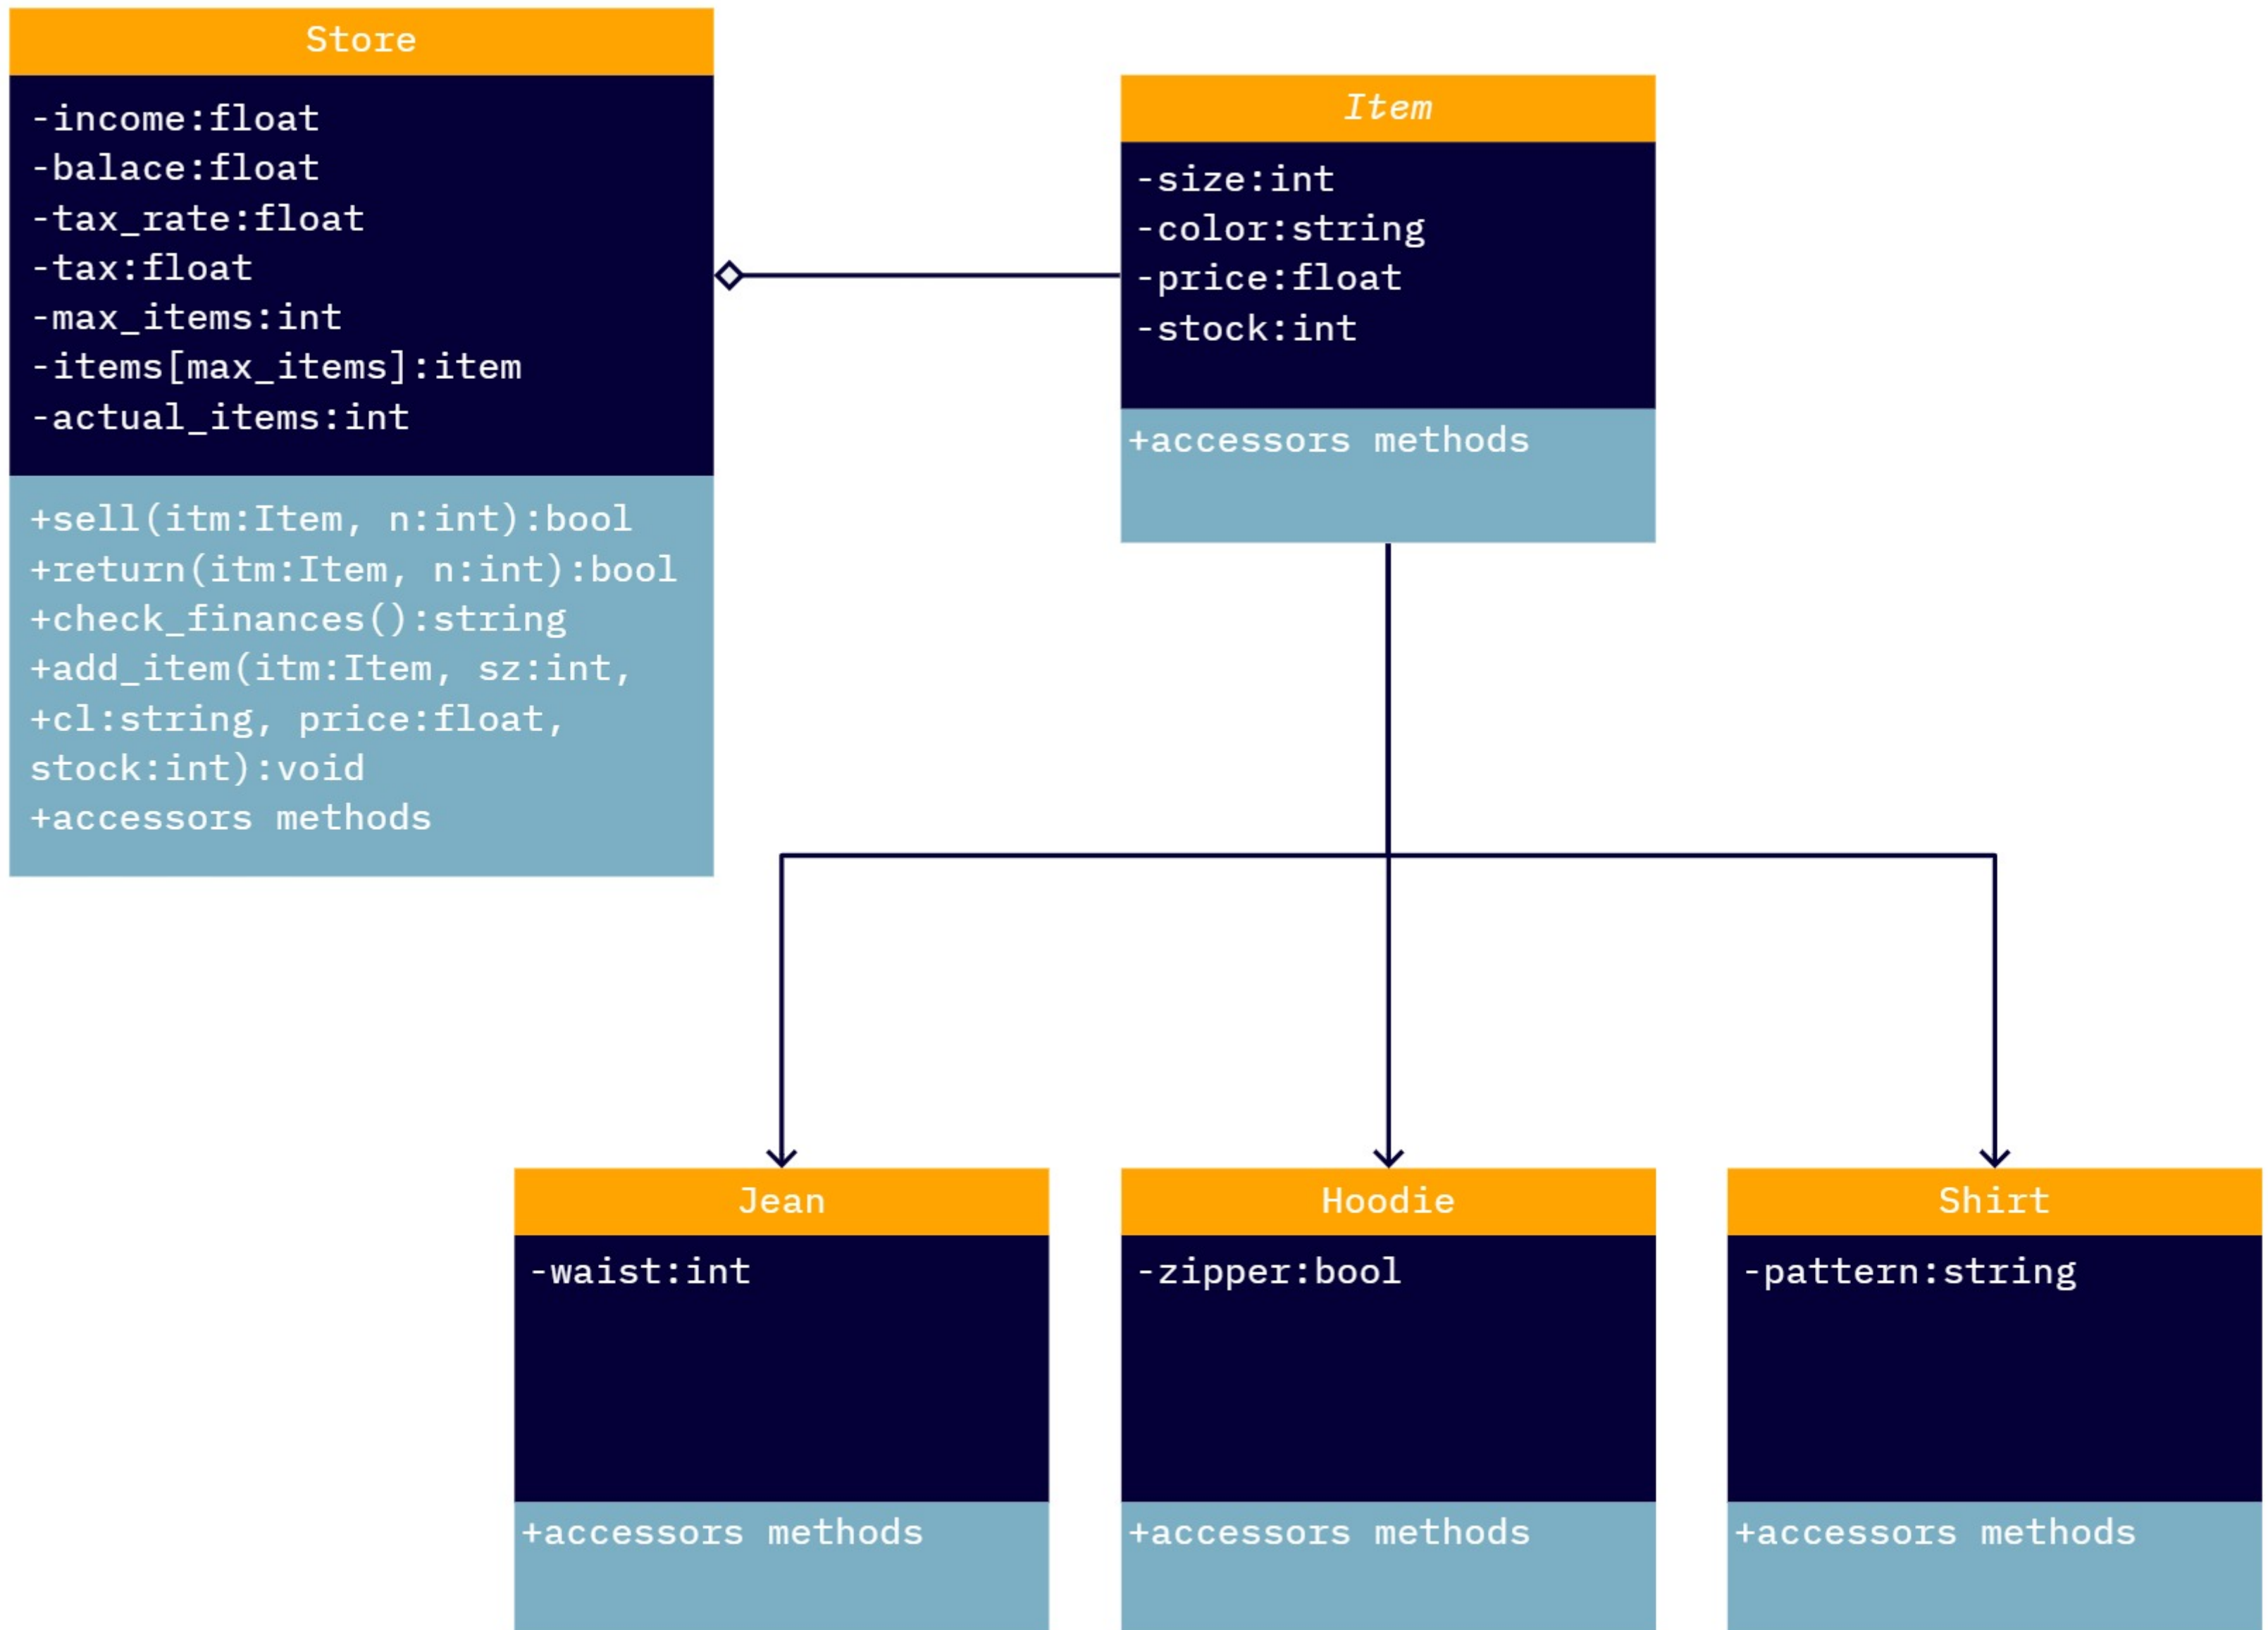 Store
-income:float
-balace:float
-tax_rate:float
-tax:float
-max_items:int
-items[max_items]:item
-actual_items:int
+sell(itm:Item, n:int):bool
+return(itm:Item, n:int):bool
+check_finances():string
+add_item(itm:Item, sz:int,
+cl:string, price:float,
stock:int):void
+accessors methods
Item
-size:int
-color:string
-price:float
-stock:int
+accessors methods
Jean
-waist:int
+accessors methods
Hoodie
-zipper:bool
+accessors methods
Shirt
-pattern:string
+accessors methods